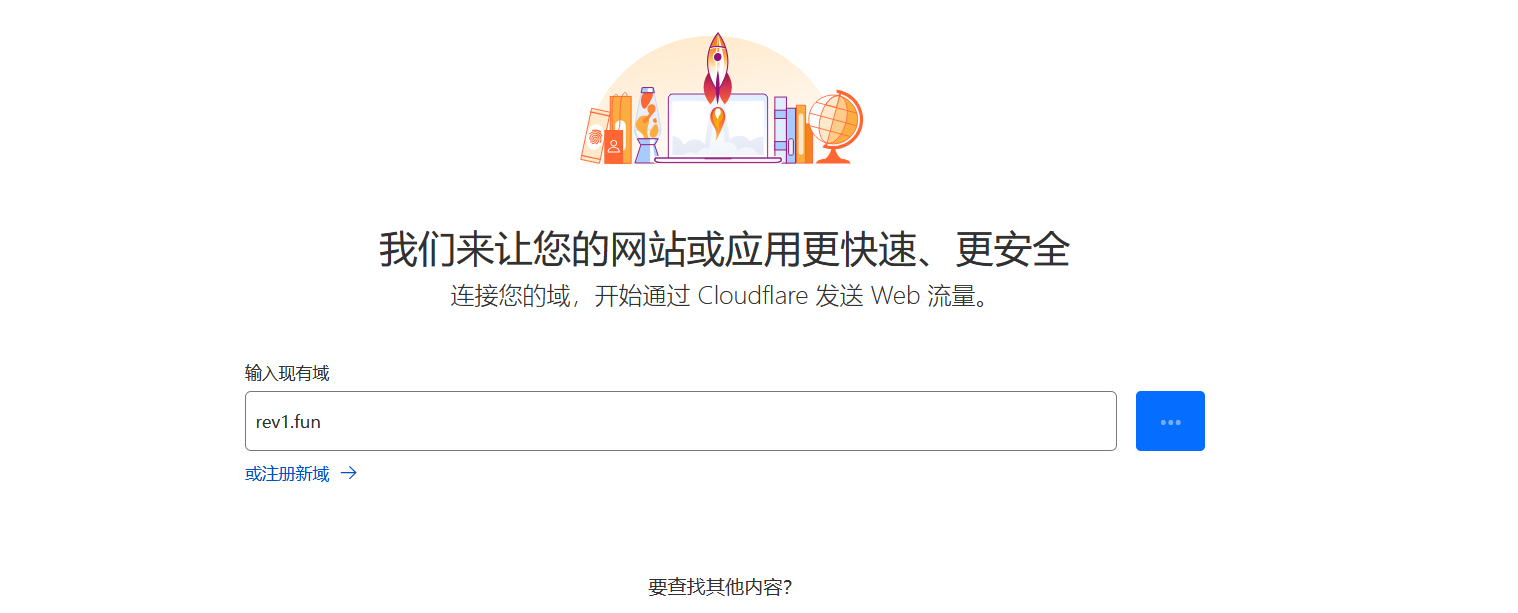 我们来让您的网站或应用更快速、更安全
连接您的域，开始通过 Cloudflare 发送 Web 流量。
输入现有域
rev1.fun
或注册新域 →
要查找其他内容?